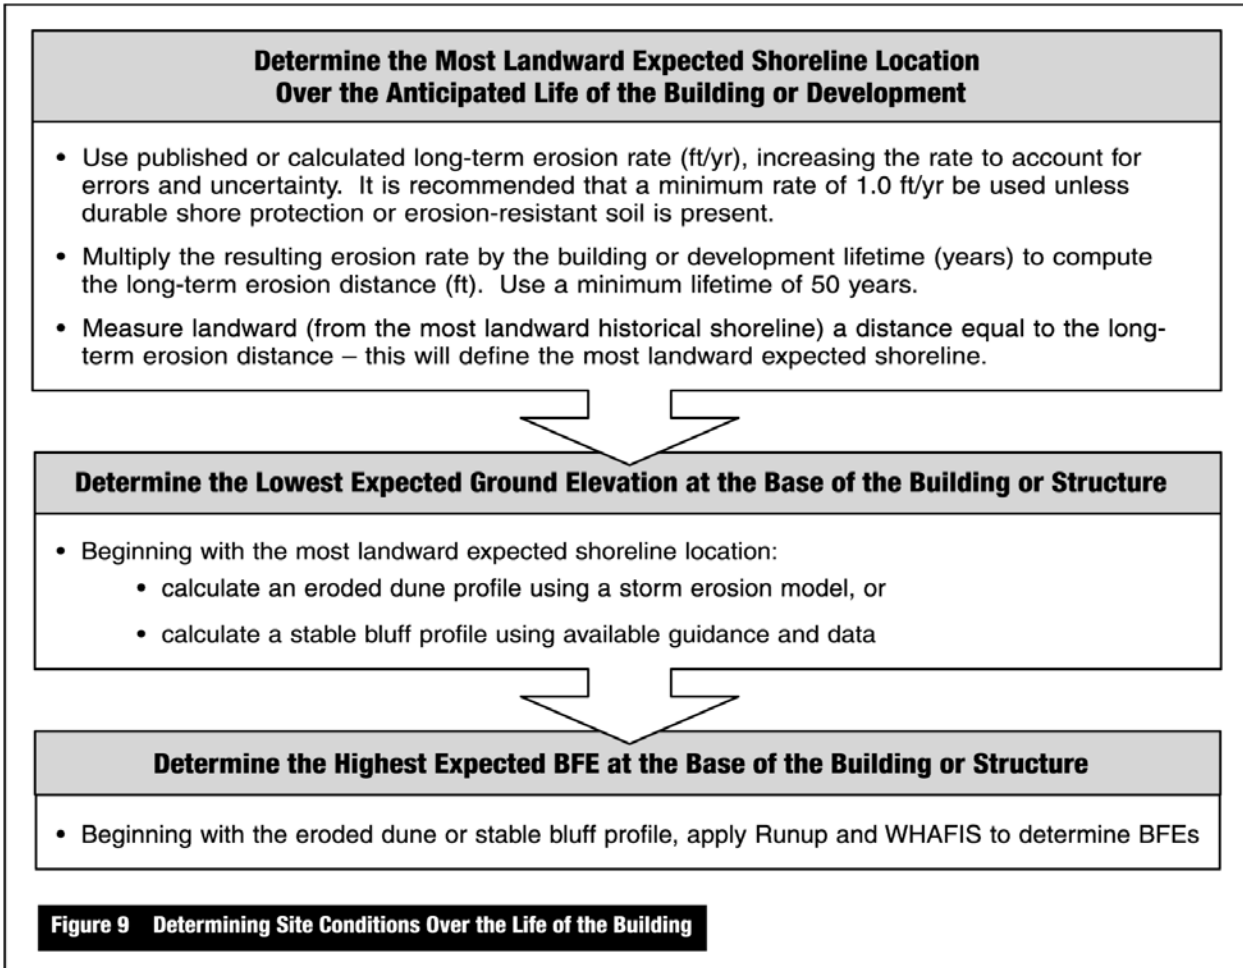 Determine the Most Landward Expected Shoreline Location
Over the Anticipated Life of the Building or Development
• Use published or calculated long-term erosion rate (ft/yr), increasing the rate to account for
errors and uncertainty. It is recommended that a minimum rate of 1.0 ft/yr be used unless
durable shore protection or erosion-resistant soil is present.
• Multiply the resulting erosion rate by the building or development lifetime (years) to compute
the long-term erosion distance (ft). Use a minimum lifetime of 50 years.
• Measure landward (from the most landward historical shoreline) a distance equal to the long-
term erosion distance – this will define the most landward expected shoreline.
Determine the Lowest Expected Ground Elevation at the Base of the Building or Structure
• Beginning with the most landward expected shoreline location:
• calculate an eroded dune profile using a storm erosion model, or
• calculate a stable bluff profile using available guidance and data
Determine the Highest Expected BFE at the Base of the Building or Structure
• Beginning with the eroded dune or stable bluff profile, apply Runup and WHAFIS to determine BFEs
Figure 9 Determining Site Conditions Over the Life of the Building